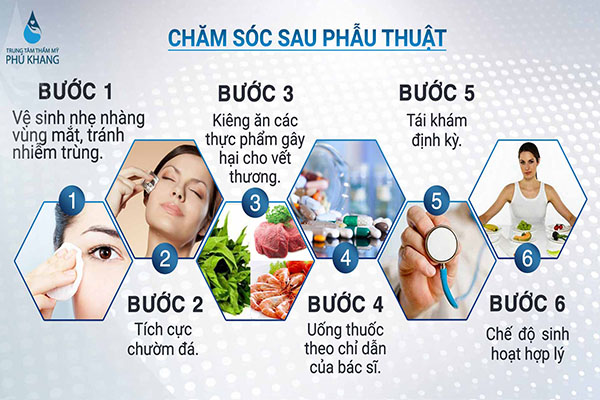 TRUNG TÂM THẨM MỸ
PHÚ KHANG
CHĂM SÓC SAU PHẪU THUẬT
BƯỚC 1
Vệ sinh nhẹ nhàng
vùng mắt, tránh
nhiễm trùng.
BƯỚC 3
Kiêng ăn các
thực phẩm gây
hại cho vết
thương.
BƯỚC 5
Tái khám
định kỳ.
1
2
3
4
5
6
BƯỚC 2
Tích cực
chườm đá.
BƯỚC 4
Uống thuốc
theo chỉ dẫn
của bác sĩ.
BƯỚC 6
Chế độ sinh
hoạt hợp lý